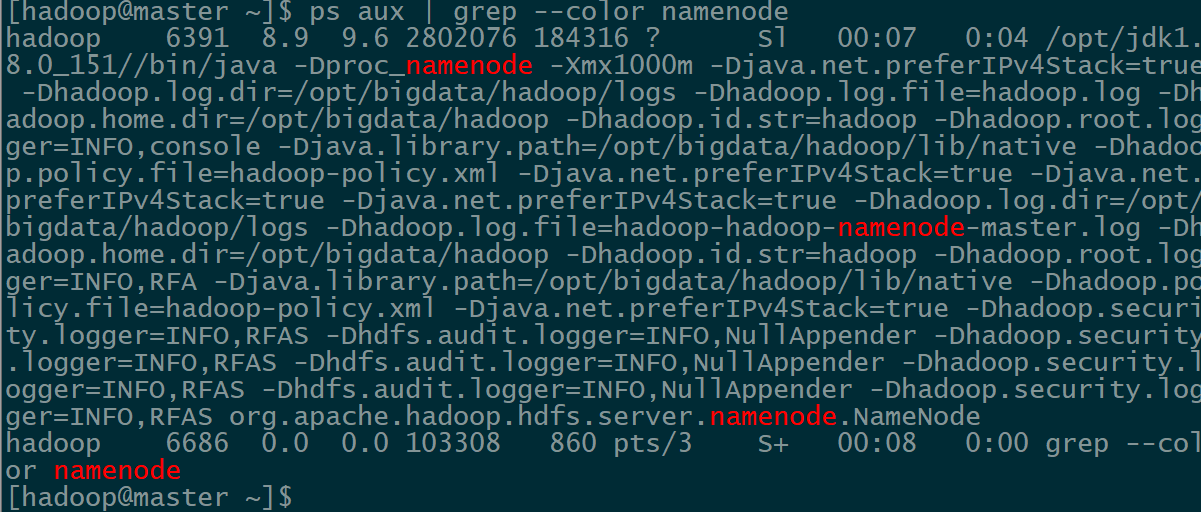 [hadoop@master ~]$ ps aux | grep --color namenode
hadoop    6391  8.9  9.6 2802076 184316 ?      Sl   00:07   0:04 /opt/jdk1.
8.0_151//bin/java -Dproc_namenode -Xmx1000m -Djava.net.preferIPv4Stack=true
 -Dhadoop.log.dir=/opt/bigdata/hadoop/logs -Dhadoop.log.file=hadoop.log -Dh
adoop.home.dir=/opt/bigdata/hadoop -Dhadoop.id.str=hadoop -Dhadoop.root.log
ger=INFO,console -Djava.library.path=/opt/bigdata/hadoop/lib/native -Dhadoo
p.policy.file=hadoop-policy.xml -Djava.net.preferIPv4Stack=true -Djava.net.
preferIPv4Stack=true -Djava.net.preferIPv4Stack=true -Dhadoop.log.dir=/opt/
bigdata/hadoop/logs -Dhadoop.log.file=hadoop-hadoop-namenode-master.log -Dh
adoop.home.dir=/opt/bigdata/hadoop -Dhadoop.id.str=hadoop -Dhadoop.root.log
ger=INFO,RFA -Djava.library.path=/opt/bigdata/hadoop/lib/native -Dhadoop.po
licy.file=hadoop-policy.xml -Djava.net.preferIPv4Stack=true -Dhadoop.securi
ty.logger=INFO,RFAS -Dhdfs.audit.logger=INFO,NullAppender -Dhadoop.security
.logger=INFO,RFAS -Dhdfs.audit.logger=INFO,NullAppender -Dhadoop.security.l
ogger=INFO,RFAS -Dhdfs.audit.logger=INFO,NullAppender -Dhadoop.security.log
ger=INFO,RFAS org.apache.hadoop.hdfs.server.namenode.NameNode
hadoop    6686  0.0  0.0 103308   860 pts/3    S+   00:08   0:00 grep --col
or namenode
[hadoop@master ~]$